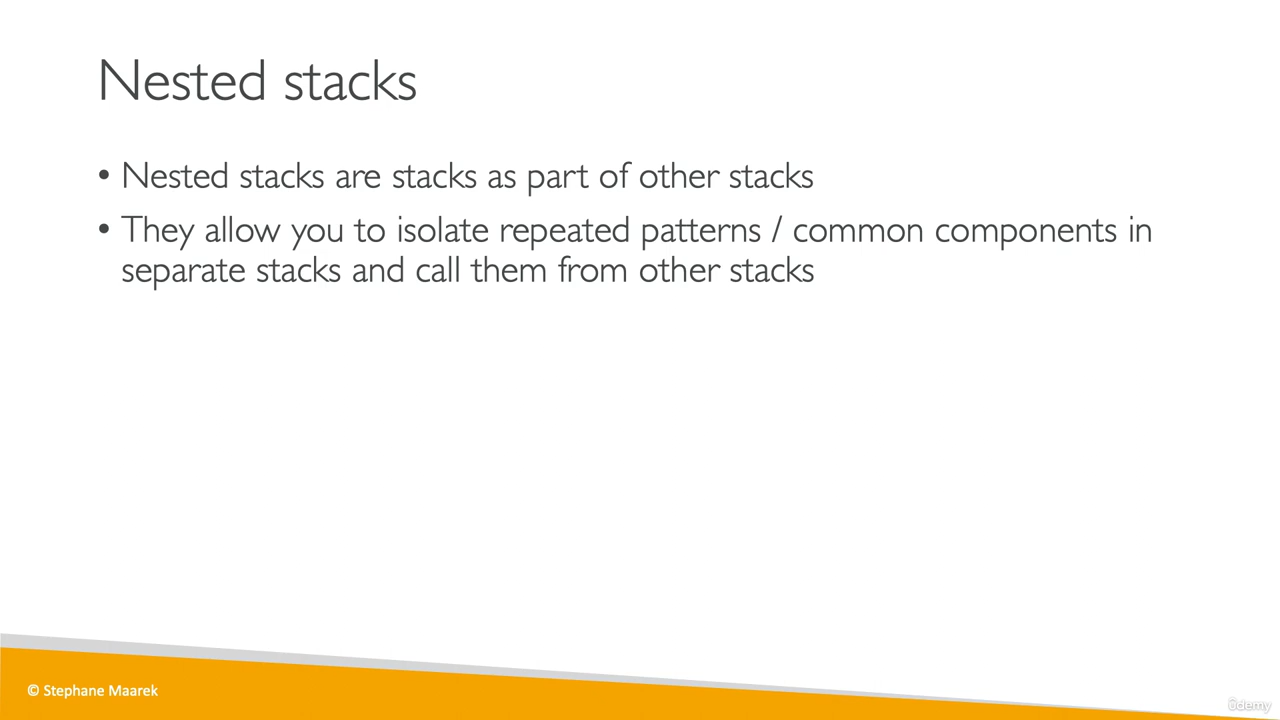 Nested stacks
• Nested stacks are stacks as part of other stacks
• They allow you to isolate repeated patterns / common components in
separate stacks and call them from other stacks
© Stephane Maarek
ûdemy